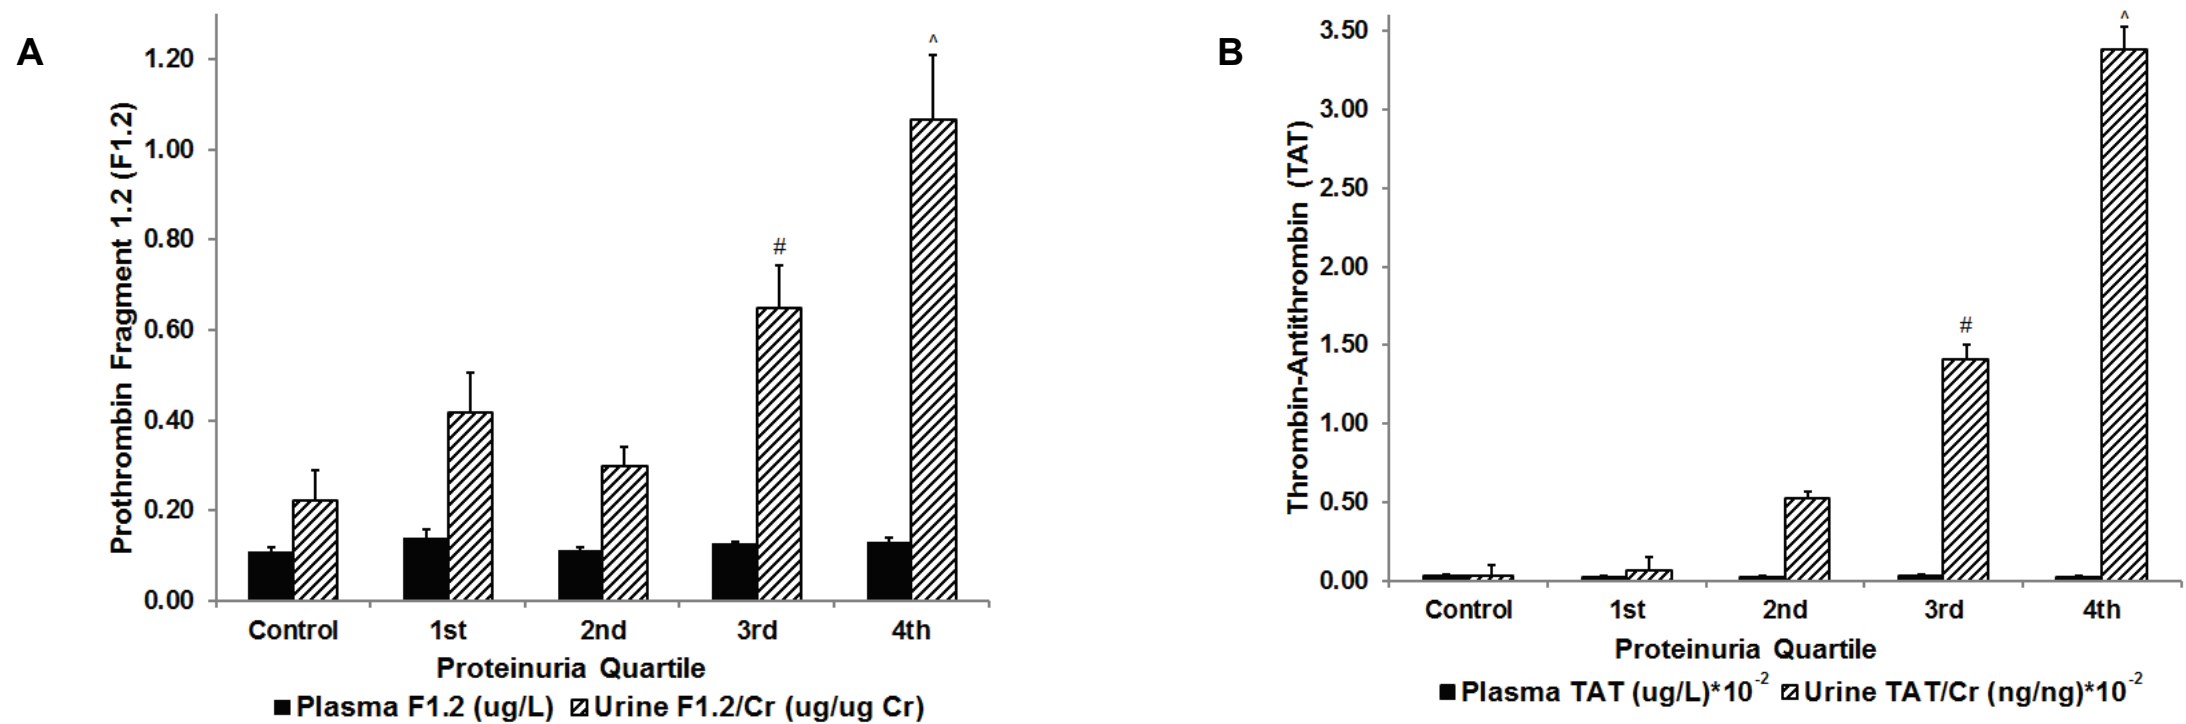 A
Prothrombin Fragment 1.2 (F1.2)
1.20
1.00
0.80
0.60
0.40
0.20
0.00
^
#
Control 1st 2nd 3rd 4th
Proteinuria Quartile
Plasma F1.2 (ug/L) Urine F1.2/Cr (ug/ug Cr)
B
Thrombin-Antithrombin (TAT)
3.50
3.00
2.50
2.00
1.50
1.00
0.50
0.00
^
#
Control 1st 2nd 3rd 4th
Proteinuria Quartile
Plasma TAT (ug/L)*10⁻² Urine TAT/Cr (ng/ng)*10⁻²